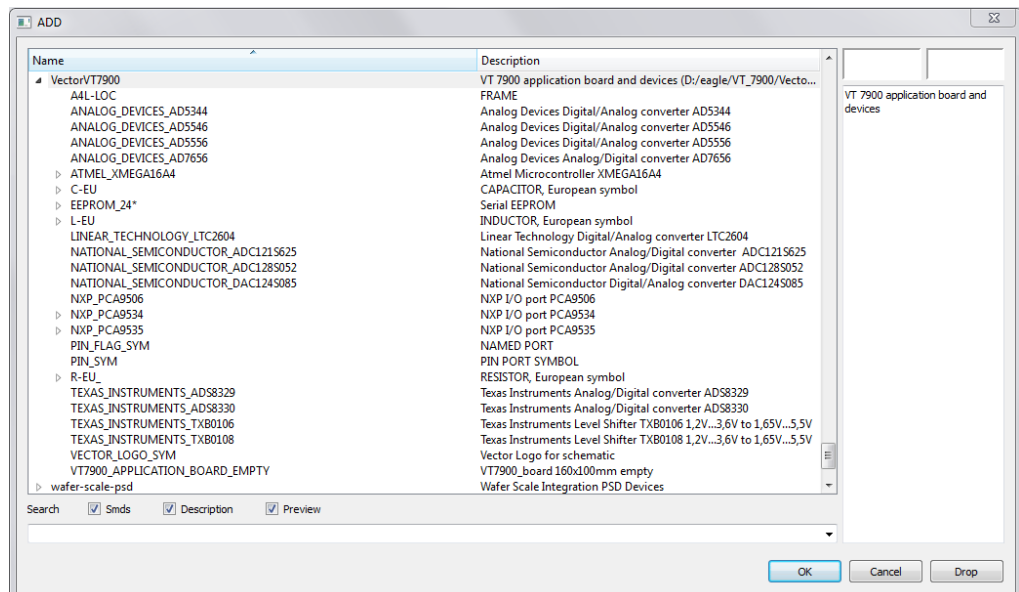 ADD
Name Description
VectorVT7900 VT 7900 application board and devices (D:/eagle/VT_7900/Vecto...
A4L-LOC FRAME
ANALOG_DEVICES_AD5344 Analog Devices Digital/Analog converter AD5344
ANALOG_DEVICES_AD5546 Analog Devices Digital/Analog converter AD5546
ANALOG_DEVICES_AD5556 Analog Devices Digital/Analog converter AD5556
ANALOG_DEVICES_AD7656 Analog Devices Analog/Digital converter AD7656
ATMEL_XMEGA16A4 Atmel Microcontroller XMEGA16A4
C-EU CAPACITOR, European symbol
EEPROM_24* Serial EEPROM
L-EU INDUCTOR, European symbol
LINEAR_TECHNOLOGY_LTC2604 Linear Technology Digital/Analog converter LTC2604
NATIONAL_SEMICONDUCTOR_ADC121S625 National Semiconductor Analog/Digital converter ADC121S625
NATIONAL_SEMICONDUCTOR_ADC128S052 National Semiconductor Analog/Digital converter ADC128S052
NATIONAL_SEMICONDUCTOR_DAC124S085 National Semiconductor Digital/Analog converter DAC124S085
NXP_PCA9506 NXP I/O port PCA9506
NXP_PCA9534 NXP I/O port PCA9534
NXP_PCA9535 NXP I/O port PCA9535
PIN_FLAG_SYM NAMED PORT
PIN_SYM PIN PORT SYMBOL
R-EU_ RESISTOR, European symbol
TEXAS_INSTRUMENTS_ADS8329 Texas Instruments Analog/Digital converter ADS8329
TEXAS_INSTRUMENTS_ADS8330 Texas Instruments Analog/Digital converter ADS8330
TEXAS_INSTRUMENTS_TXB0106 Texas Instruments Level Shifter TXB0106 1,2V...3,6V to 1,65V...5,5V
TEXAS_INSTRUMENTS_TXB0108 Texas Instruments Level Shifter TXB0108 1,2V...3,6V to 1,65V...5,5V
VECTOR_LOGO_SYM Vector Logo for schematic
VT7900_APPLICATION_BOARD_EMPTY VT7900_board 160x100mm empty
wafer-scale-psd Wafer Scale Integration PSD Devices
VT 7900 application board and
devices
Search Smds Description Preview
OK Cancel Drop